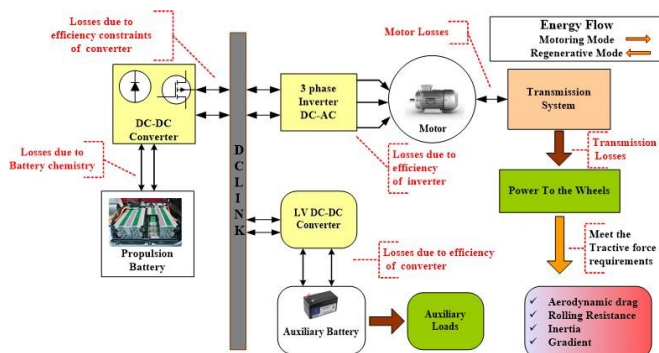 Losses due to
efficiency constraints
of converter
Motor Losses
Energy Flow
Motoring Mode
Regenerative Mode
DC-DC
Converter
DCLINK
3 phase
Inverter
DC-AC
Motor
Transmission
System
Losses due to
Battery chemistry
Losses due to
efficiency
of inverter
Transmission
Losses
Power To the Wheels
Propulsion
Battery
LV DC-DC
Converter
Losses due to efficiency
of converter
Meet the
Tractive force
requirements
Auxiliary Battery
Auxiliary
Loads
✓ Aerodynamic drag
✓ Rolling Resistance
✓ Inertia
✓ Gradient